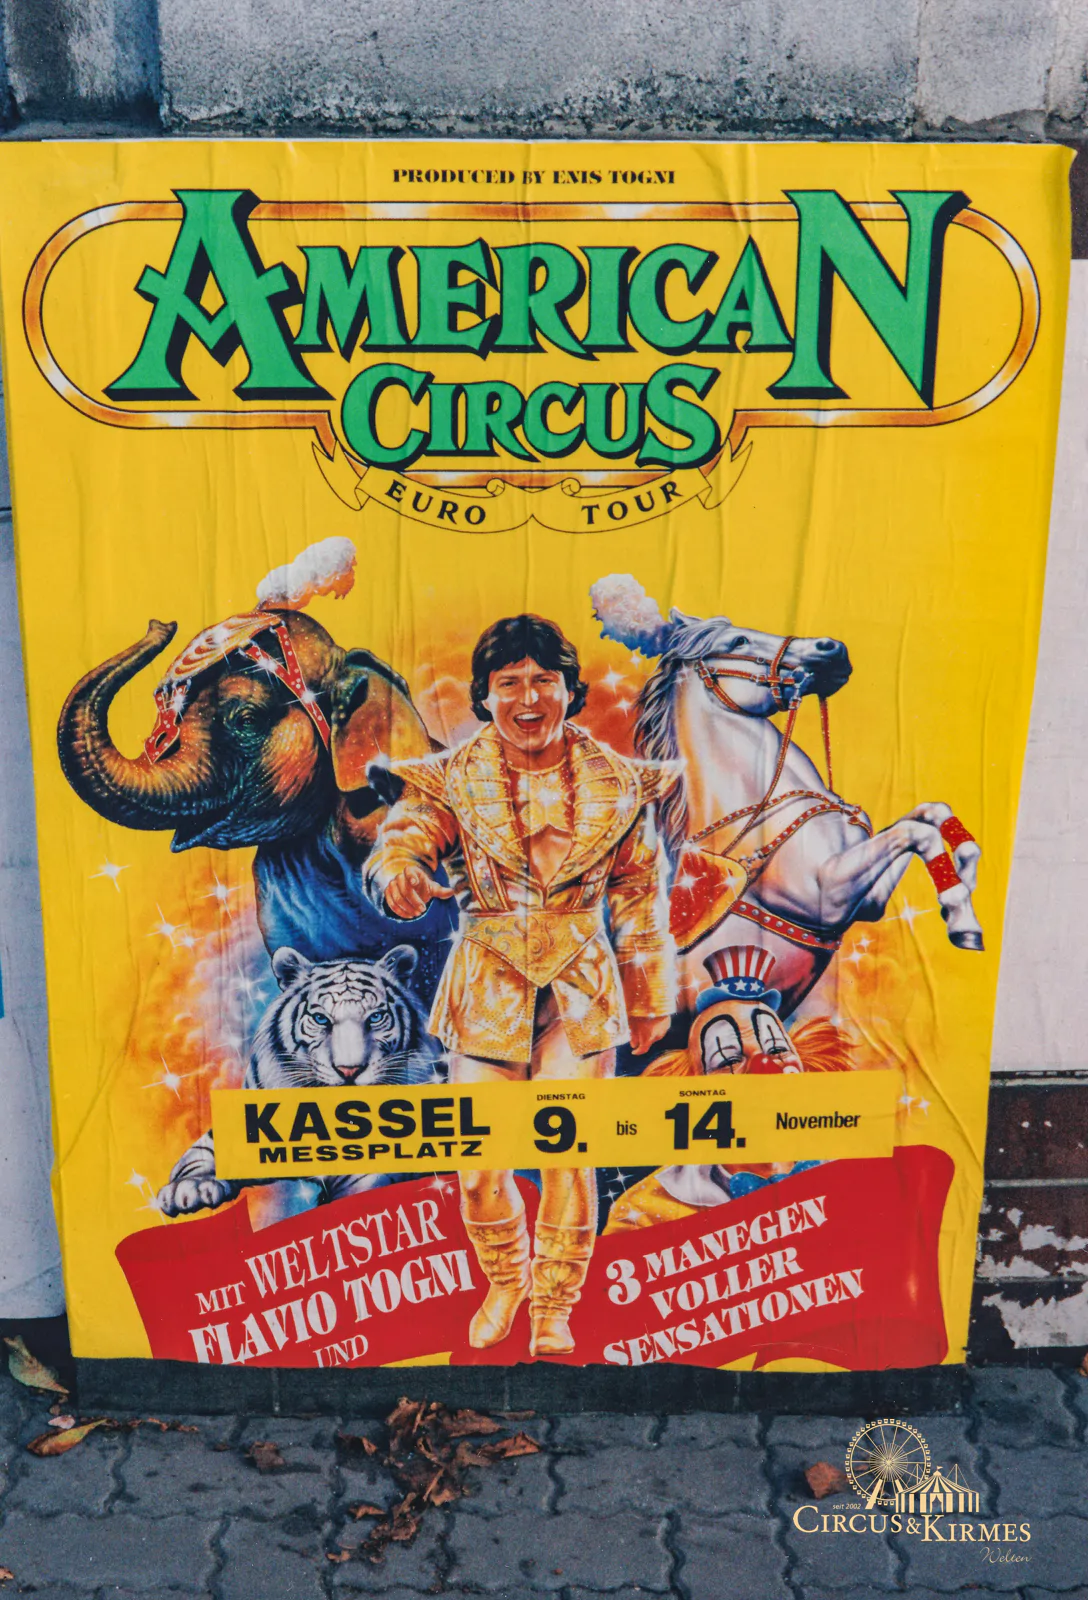 PRODUCED BY ENIS TOGNI
AMERICAN
CIRCUS
EURO TOUR
DIENSTAG SONNTAG
KASSEL 9. bis 14. November
MESSPLATZ
MIT WELTSTAR
FLAVIO TOGNI
UND
3 MANEGEN
VOLLER
SENSATIONEN
seit 2002
CIRCUS & KIRMES
Welten